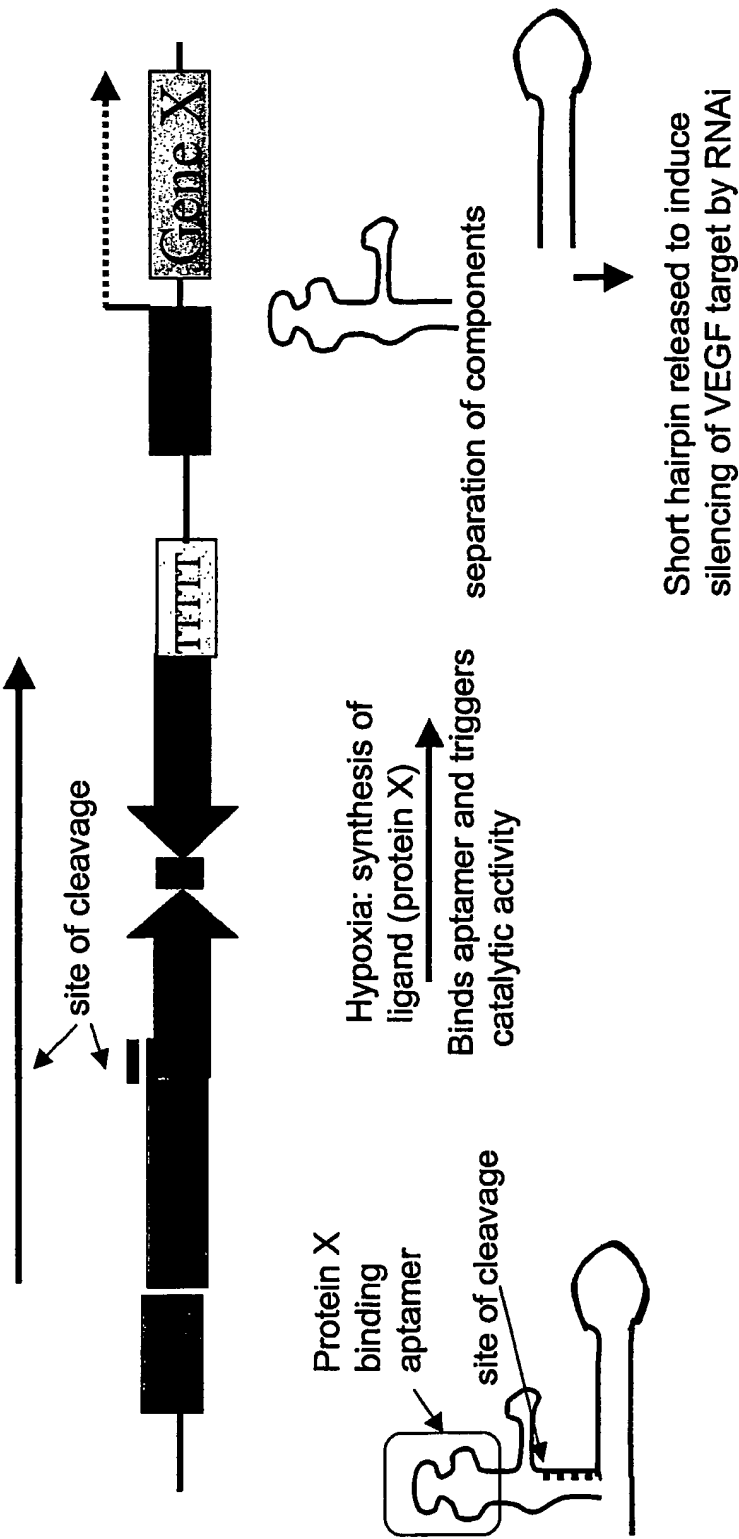 site of cleavage
TTTTT
Gene X
Protein X
binding
aptamer
site of cleavage
Hypoxia: synthesis of
ligand (protein X)
Binds aptamer and triggers
catalytic activity
separation of components
Short hairpin released to induce
silencing of VEGF target by RNAi